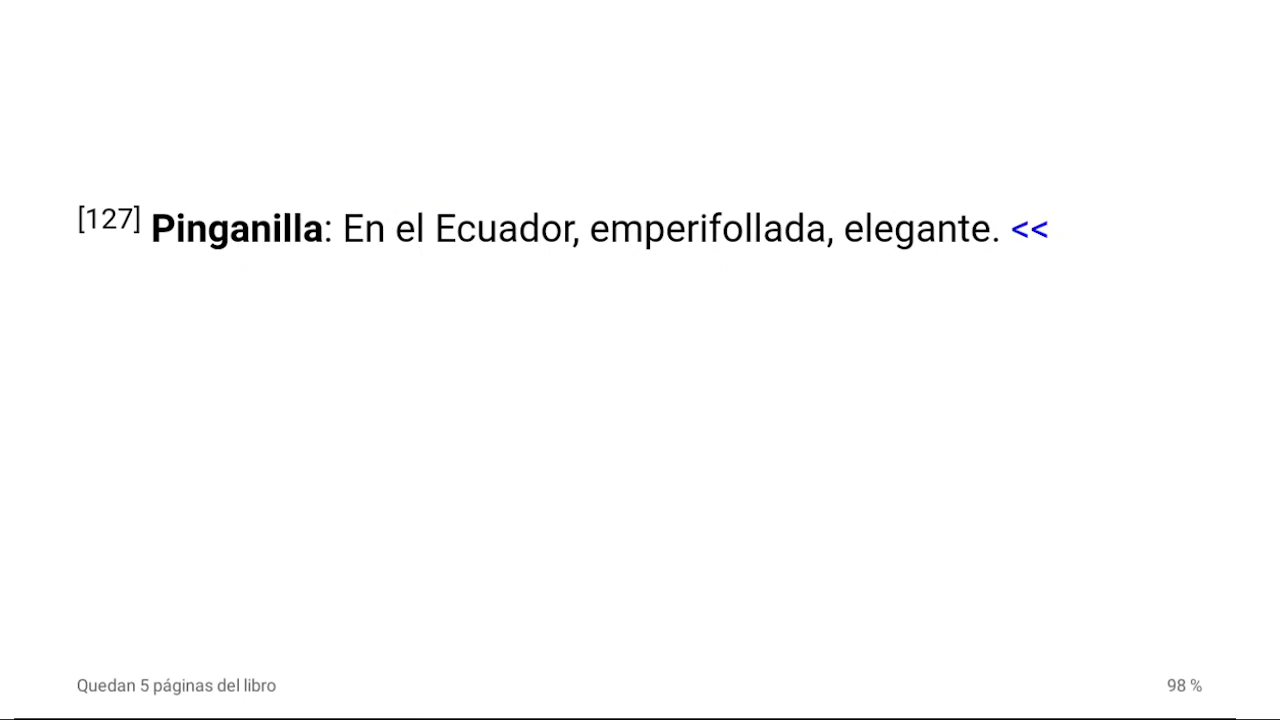 [127] Pinganilla: En el Ecuador, emperifollada, elegante. <<
Quedan 5 páginas del libro
98 %